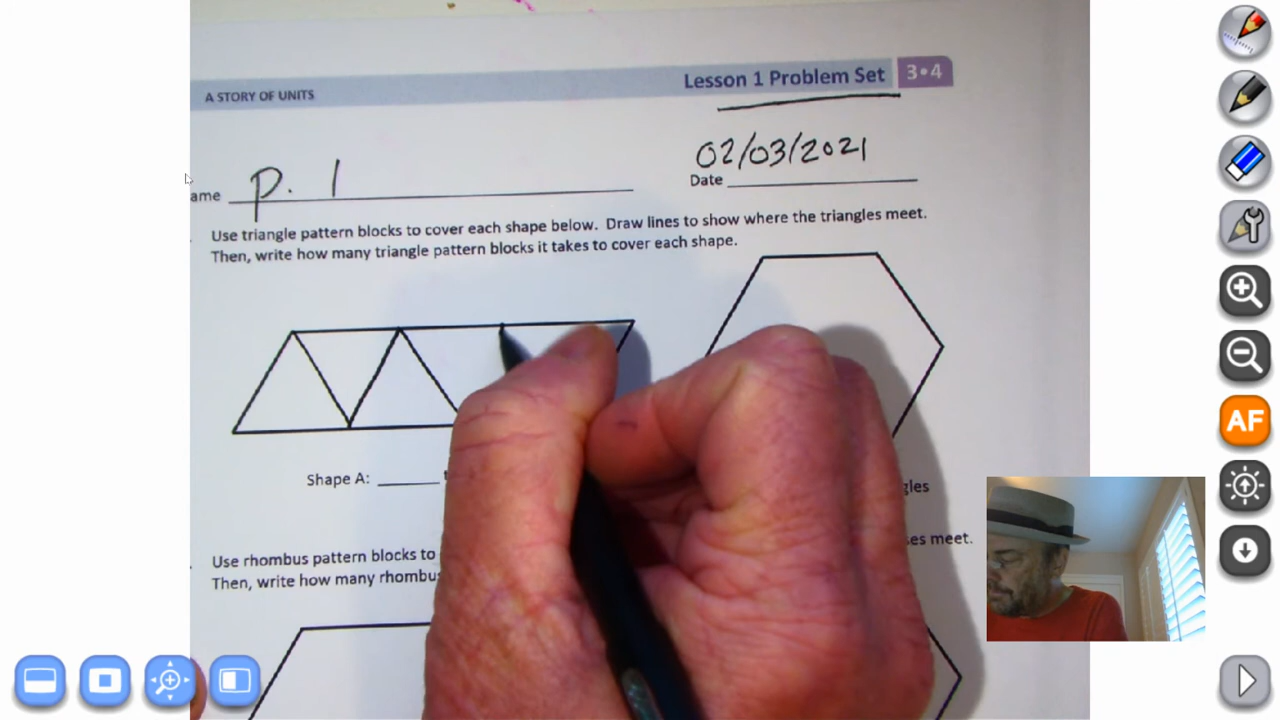 A STORY OF UNITS
Lesson 1 Problem Set 3•4
ame p. 1
02/03/2021
Date
Use triangle pattern blocks to cover each shape below. Draw lines to show where the triangles meet.
Then, write how many triangle pattern blocks it takes to cover each shape.
Shape A: ______
gles
Use rhombus pattern blocks to
es meet.
Then, write how many rhombu
AF